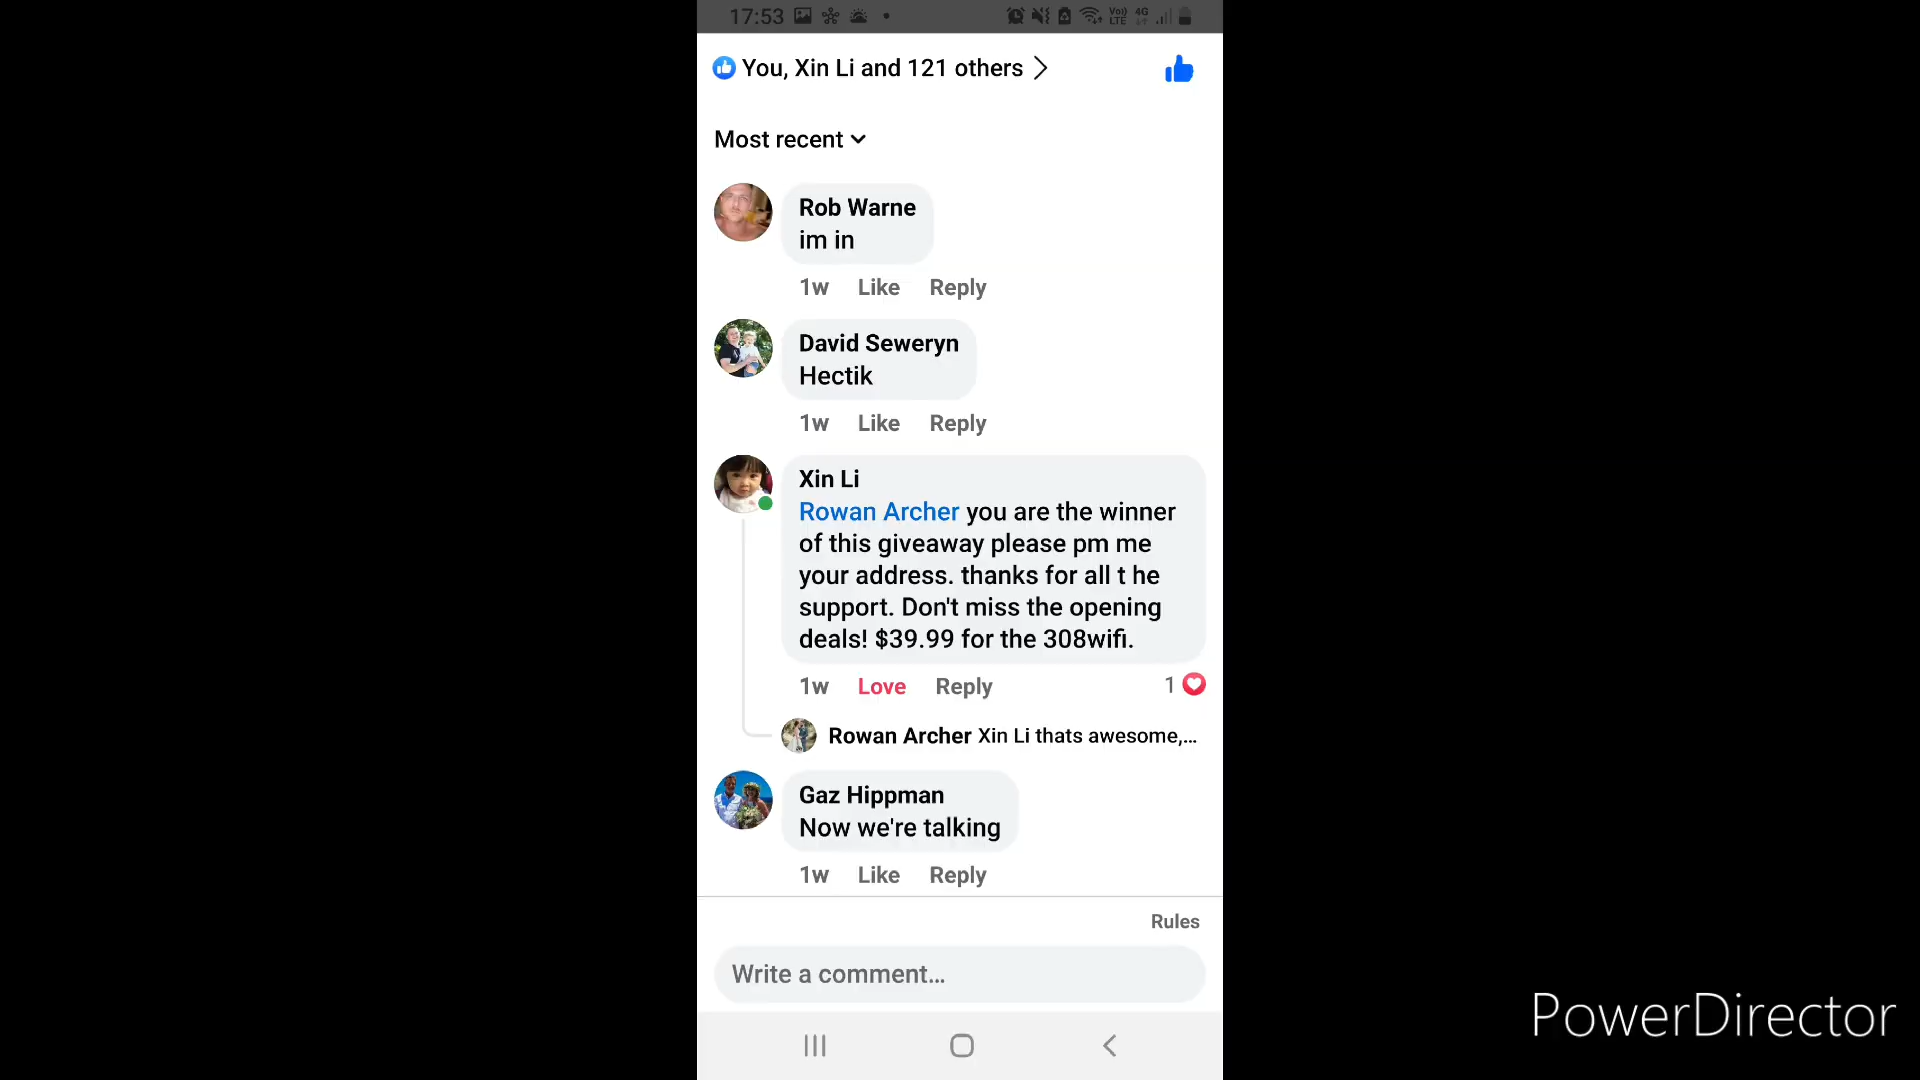 17:53
VoLTE 4G
You, Xin Li and 121 others
Most recent
Rob Warne
im in
1w Like Reply
David Seweryn
Hectik
1w Like Reply
Xin Li
Rowan Archer you are the winner
of this giveaway please pm me
your address. thanks for all t he
support. Don't miss the opening
deals! $39.99 for the 308wifi.
1w Love Reply 1
Rowan Archer Xin Li thats awesome,...
Gaz Hippman
Now we're talking
1w Like Reply
Rules
Write a comment...
PowerDirector